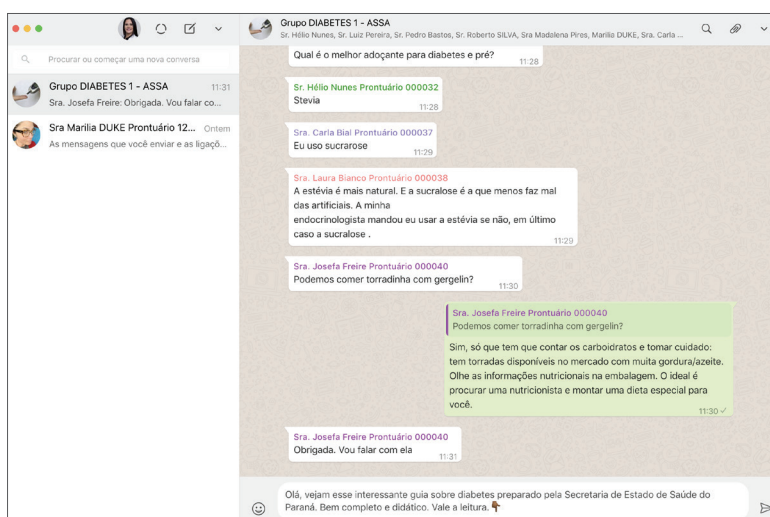 Procurar ou começar uma nova conversa
Grupo DIABETES 1 - ASSA 11:31
Sra. Josefa Freire: Obrigada. Vou falar co...
Sra Marilia DUKE Prontuário 12... Ontem
As mensagens que você enviar e as ligaçõ...
Grupo DIABETES 1 - ASSA
Sr. Hélio Nunes, Sr. Luiz Pereira, Sr. Pedro Bastos, Sr. Roberto SILVA, Sra Madalena Pires, Marilia DUKE, Sra. Carla ...
Qual é o melhor adoçante para diabetes e pré?
11:28
Sr. Hélio Nunes Prontuário 000032
Stevia
11:28
Sra. Carla Bial Prontuário 000037
Eu uso sucrarose
11:29
Sra. Laura Bianco Prontuário 000038
A estévia é mais natural. E a sucralose é a que menos faz mal
das artificiais. A minha
endocrinologista mandou eu usar a estévia se não, em último
caso a sucralose .
11:29
Sra. Josefa Freire Prontuário 000040
Podemos comer torradinha com gergelin?
11:30
Sra. Josefa Freire Prontuário 000040
Podemos comer torradinha com gergelin?
Sim, só que tem que contar os carboidratos e tomar cuidado:
tem torradas disponíveis no mercado com muita gordura/azeite.
Olhe as informações nutricionais na embalagem. O ideal é
procurar uma nutricionista e montar uma dieta especial para
você.
11:30
Sra. Josefa Freire Prontuário 000040
Obrigada. Vou falar com ela
11:31
Olá, vejam esse interessante guia sobre diabetes preparado pela Secretaria de Estado de Saúde do
Paraná. Bem completo e didático. Vale a leitura.